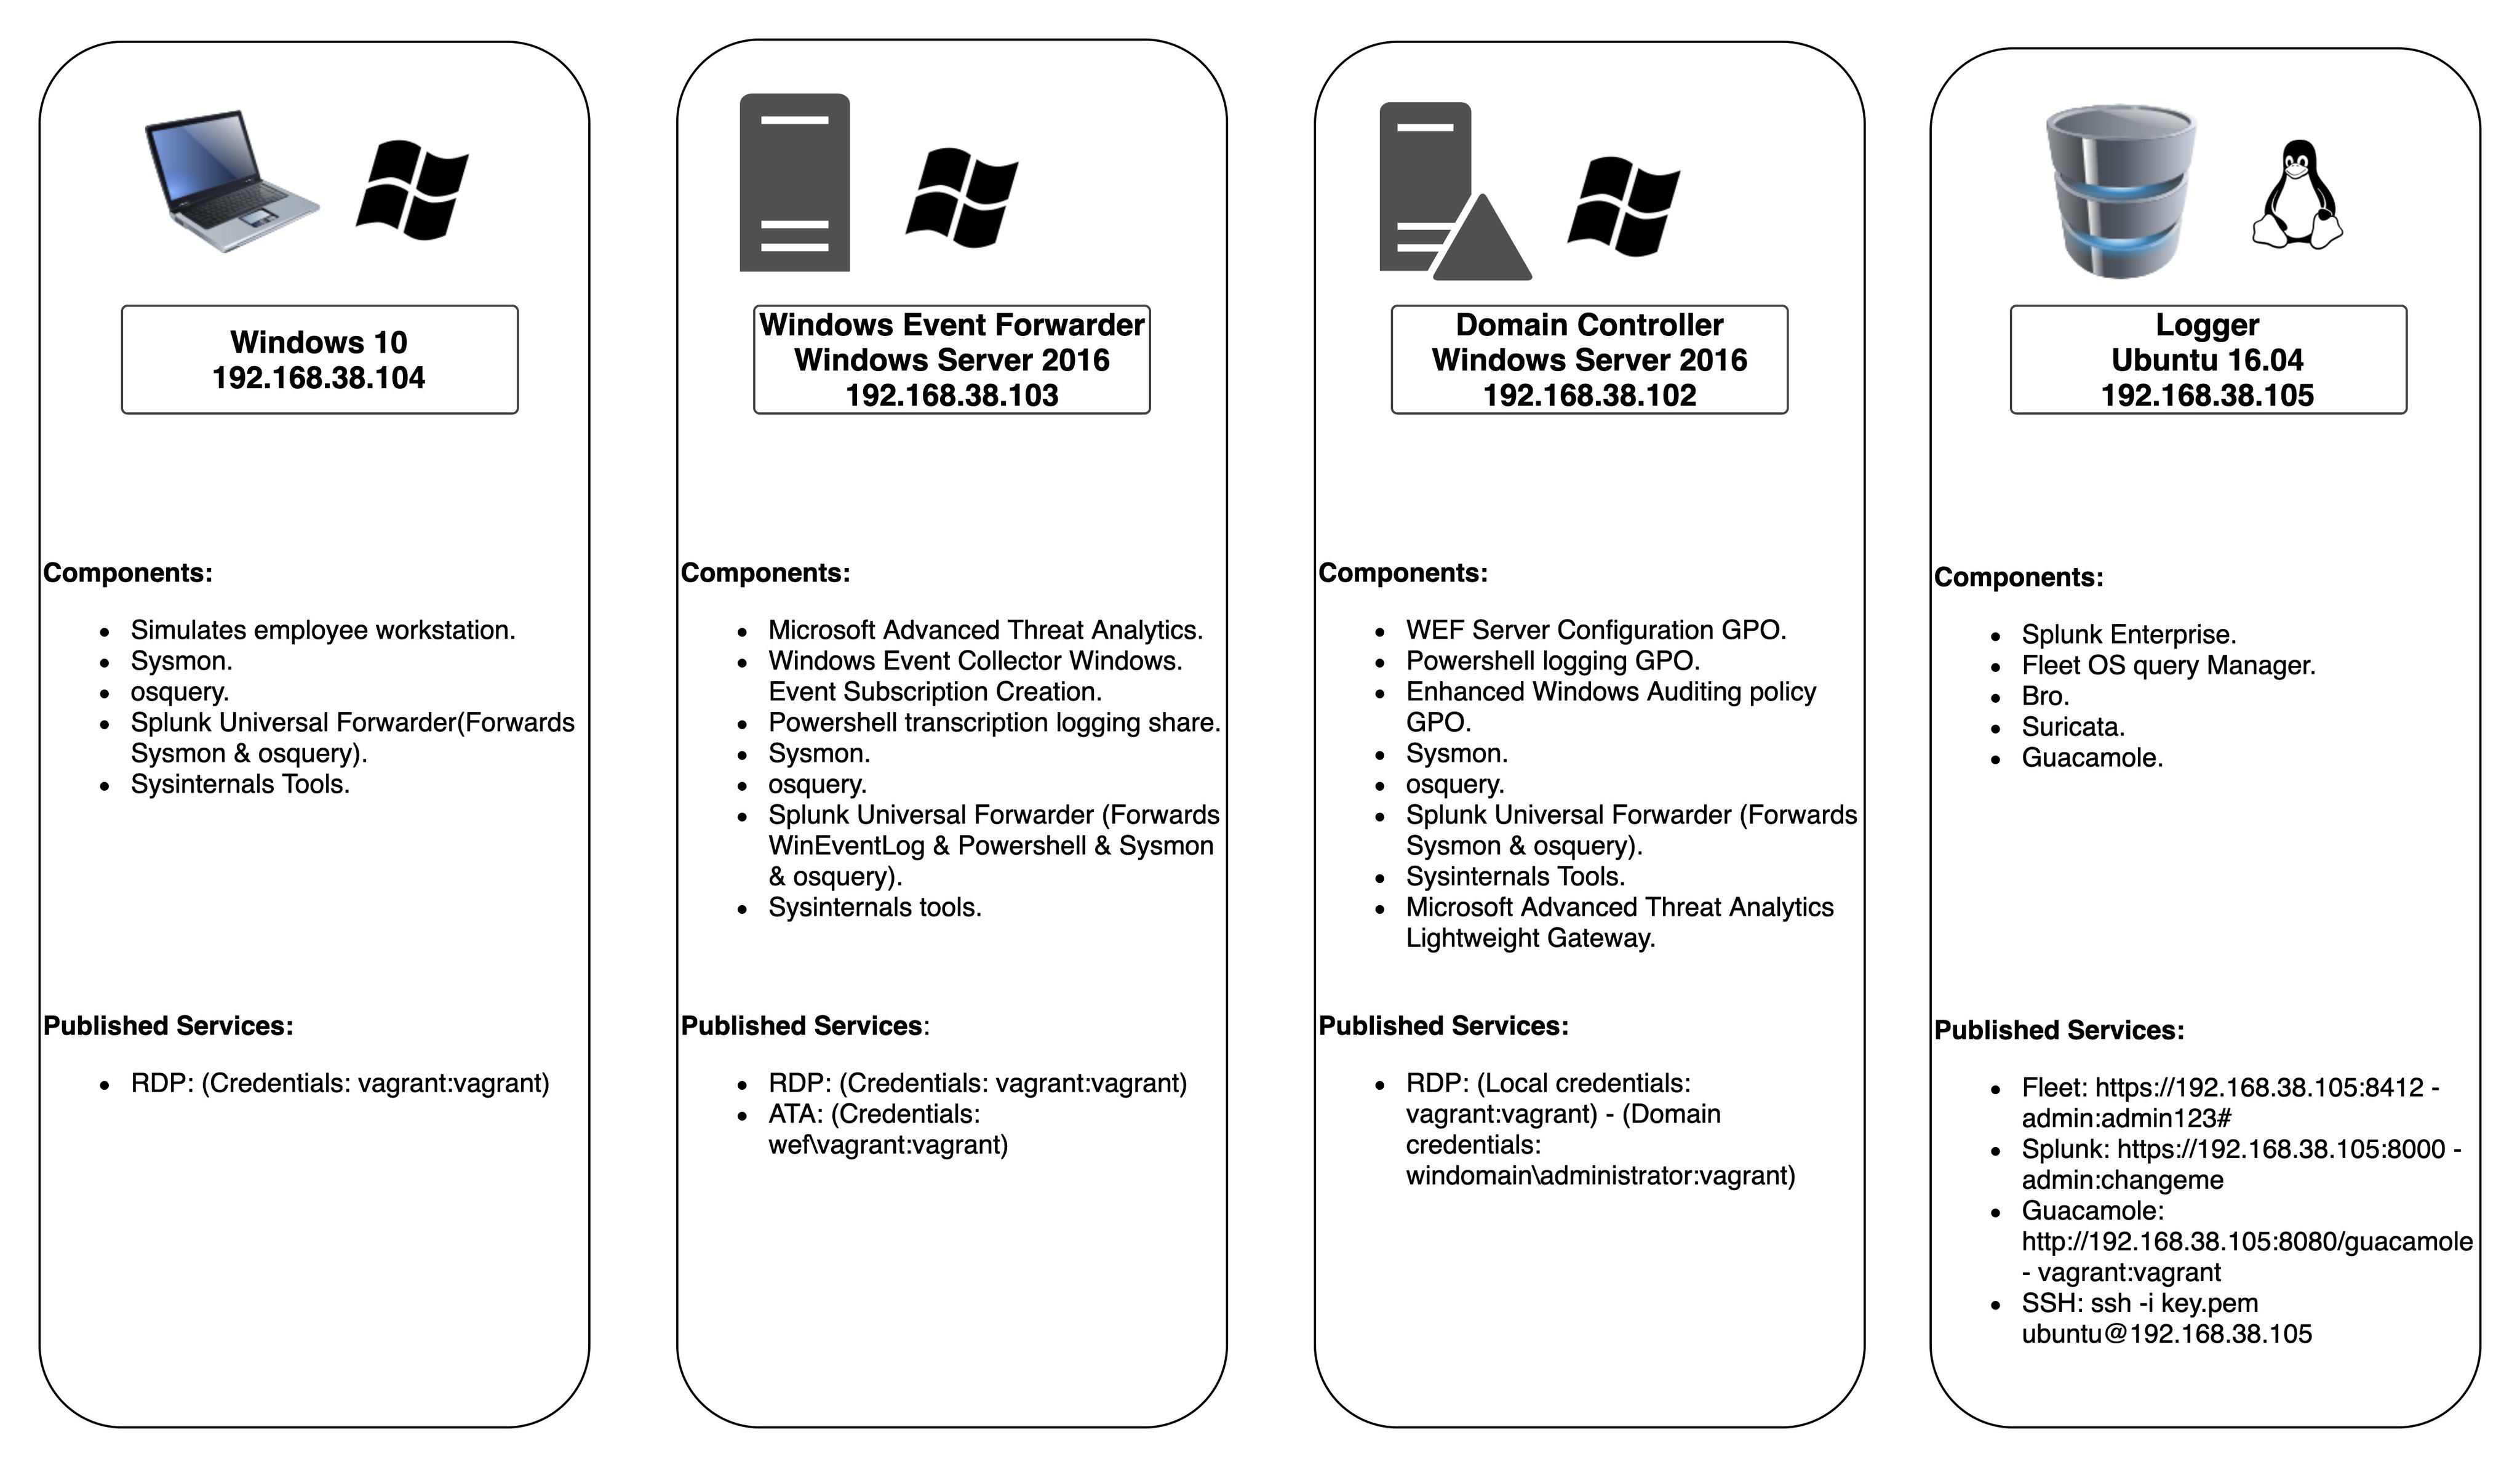 Windows 10
192.168.38.104
Components:
• Simulates employee workstation.
• Sysmon.
• osquery.
• Splunk Universal Forwarder(Forwards
Sysmon & osquery).
• Sysinternals Tools.
Published Services:
• RDP: (Credentials: vagrant:vagrant)
Windows Event Forwarder
Windows Server 2016
192.168.38.103
Components:
• Microsoft Advanced Threat Analytics.
• Windows Event Collector Windows.
Event Subscription Creation.
• Powershell transcription logging share.
• Sysmon.
• osquery.
• Splunk Universal Forwarder (Forwards
WinEventLog & Powershell & Sysmon
& osquery).
• Sysinternals tools.
Published Services:
• RDP: (Credentials: vagrant:vagrant)
• ATA: (Credentials:
wef\vagrant:vagrant)
Domain Controller
Windows Server 2016
192.168.38.102
Components:
• WEF Server Configuration GPO.
• Powershell logging GPO.
• Enhanced Windows Auditing policy
GPO.
• Sysmon.
• osquery.
• Splunk Universal Forwarder (Forwards
Sysmon & osquery).
• Sysinternals Tools.
• Microsoft Advanced Threat Analytics
Lightweight Gateway.
Published Services:
• RDP: (Local credentials:
vagrant:vagrant) - (Domain
credentials:
windomain\administrator:vagrant)
Logger
Ubuntu 16.04
192.168.38.105
Components:
• Splunk Enterprise.
• Fleet OS query Manager.
• Bro.
• Suricata.
• Guacamole.
Published Services:
• Fleet: https://192.168.38.105:8412 -
admin:admin123#
• Splunk: https://192.168.38.105:8000 -
admin:changeme
• Guacamole:
http://192.168.38.105:8080/guacamole
- vagrant:vagrant
• SSH: ssh -i key.pem
ubuntu@192.168.38.105